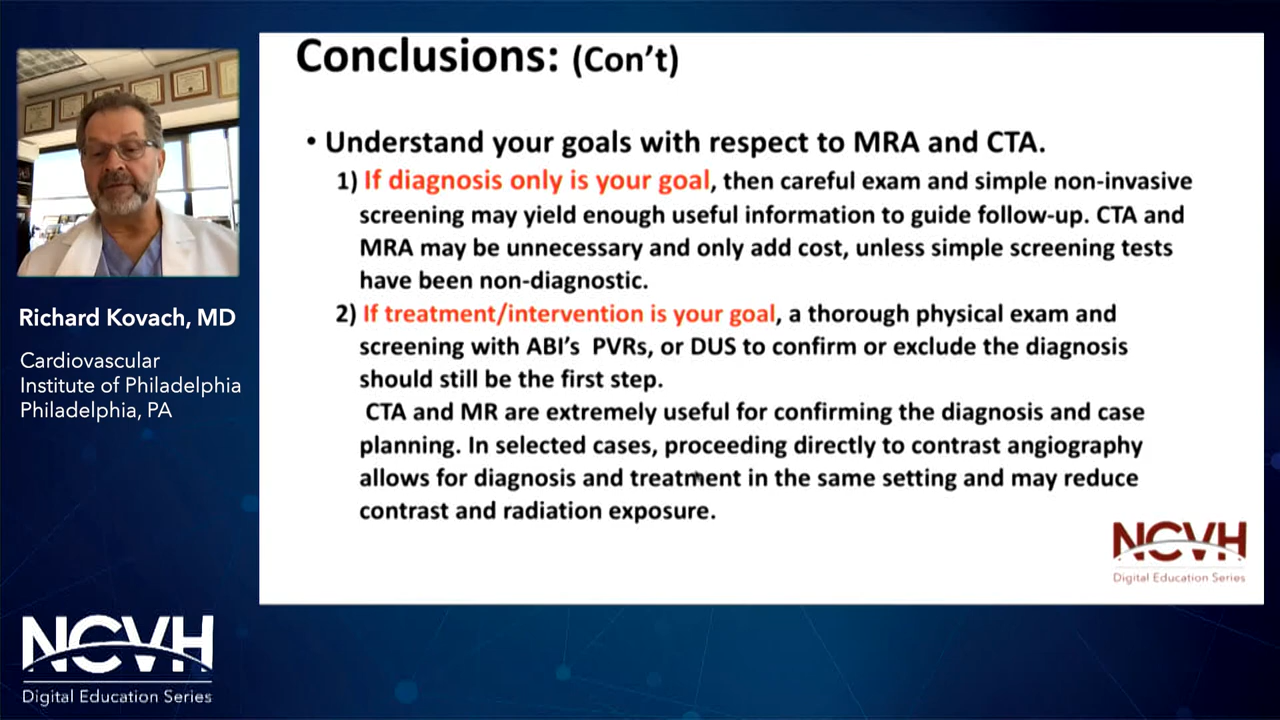 Conclusions: (Con't)
• Understand your goals with respect to MRA and CTA.
1) If diagnosis only is your goal, then careful exam and simple non-invasive
screening may yield enough useful information to guide follow-up. CTA and
MRA may be unnecessary and only add cost, unless simple screening tests
have been non-diagnostic.
2) If treatment/intervention is your goal, a thorough physical exam and
screening with ABI's PVRs, or DUS to confirm or exclude the diagnosis
should still be the first step.
CTA and MR are extremely useful for confirming the diagnosis and case
planning. In selected cases, proceeding directly to contrast angiography
allows for diagnosis and treatment in the same setting and may reduce
contrast and radiation exposure.
NCVH
Digital Education Series
Richard Kovach, MD
Cardiovascular
Institute of Philadelphia
Philadelphia, PA
NCVH
Digital Education Series